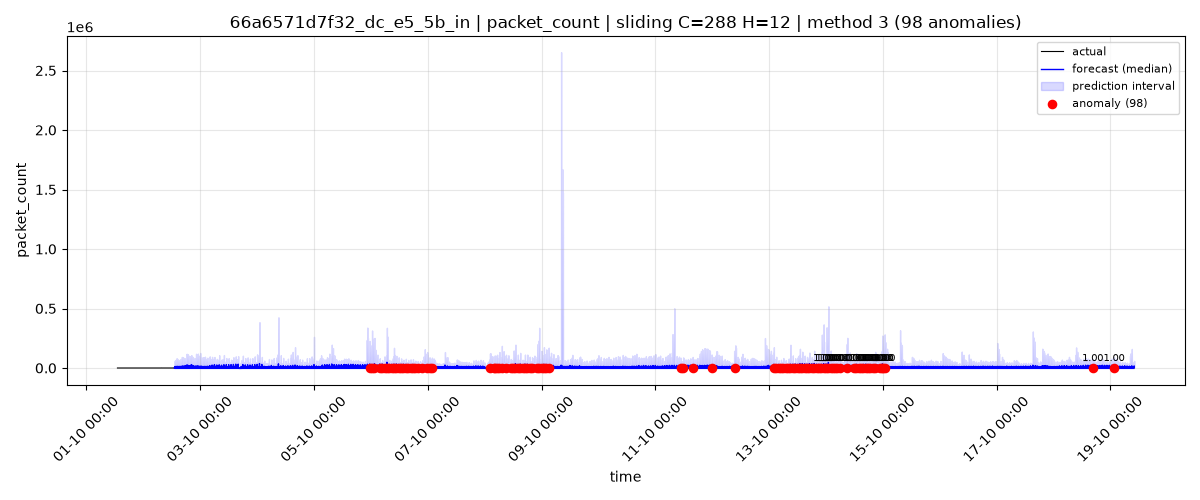 66a6571d7f32_dc_e5_5b_in | packet_count | sliding C=288 H=12 | method 3 (98 anomalies)
1e6
2.5
2.0
1.5
1.0
0.5
0.0
packet_count
actual
forecast (median)
prediction interval
anomaly (98)
1.001.00
01-10 00:00
03-10 00:00
05-10 00:00
07-10 00:00
09-10 00:00
11-10 00:00
13-10 00:00
15-10 00:00
17-10 00:00
19-10 00:00
time